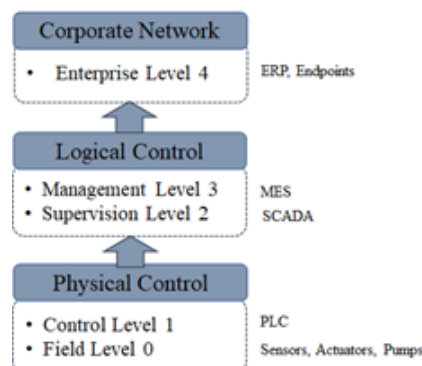 Corporate Network
• Enterprise Level 4
ERP, Endpoints
Logical Control
• Management Level 3
MES
• Supervision Level 2
SCADA
Physical Control
• Control Level 1
PLC
• Field Level 0
Sensors, Actuators, Pumps